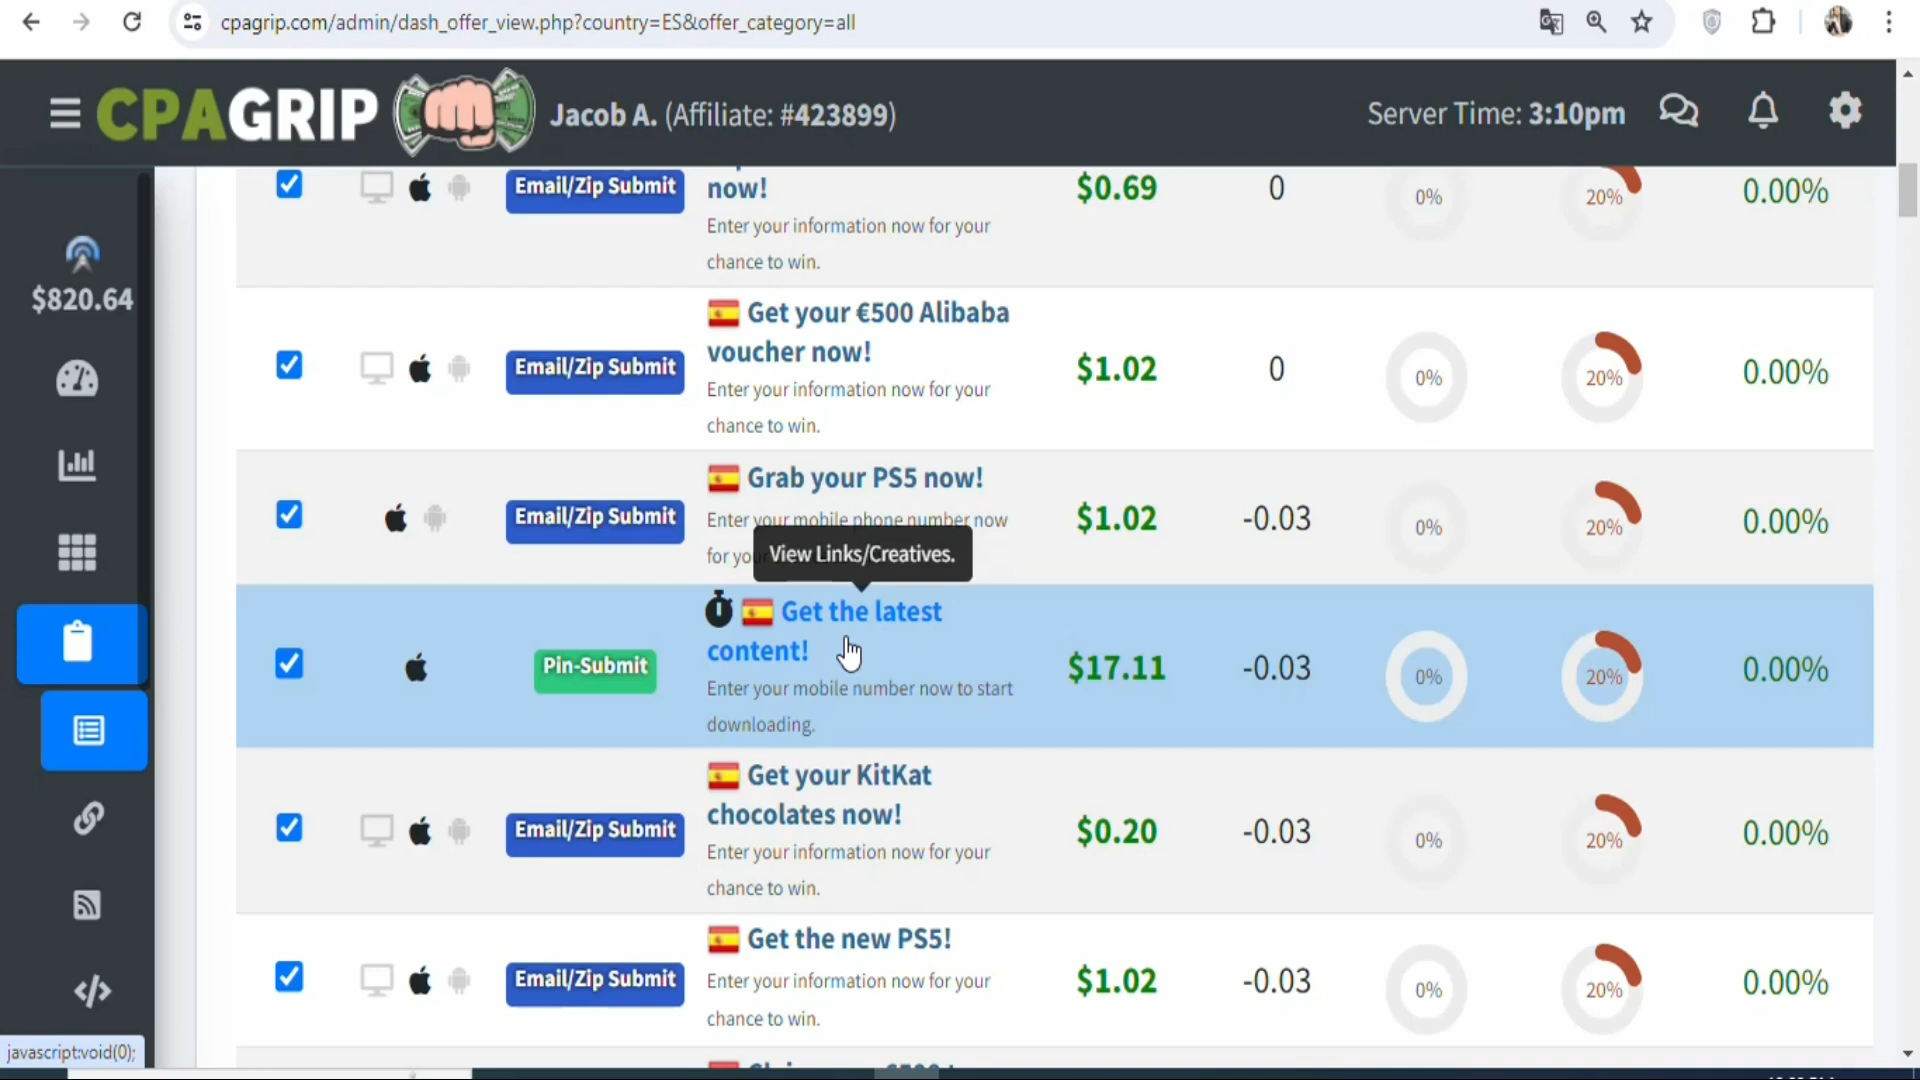 cpagrip.com/admin/dash_offer_view.php?country=ES&offer_category=all
CPAGRIP
Jacob A. (Affiliate: #423899)
Server Time: 3:10pm
$820.64
Email/Zip Submit
now!
Enter your information now for your
chance to win.
$0.69
0
0%
20%
0.00%
Email/Zip Submit
Get your €500 Alibaba
voucher now!
Enter your information now for your
chance to win.
$1.02
0
0%
20%
0.00%
Email/Zip Submit
Grab your PS5 now!
Enter your mobile phone number now
for you
$1.02
-0.03
0%
20%
0.00%
View Links/Creatives.
Pin-Submit
Get the latest
content!
Enter your mobile number now to start
downloading.
$17.11
-0.03
0%
20%
0.00%
Email/Zip Submit
Get your KitKat
chocolates now!
Enter your information now for your
chance to win.
$0.20
-0.03
0%
20%
0.00%
Email/Zip Submit
Get the new PS5!
Enter your information now for your
chance to win.
$1.02
-0.03
0%
20%
0.00%
javascript:void(0);